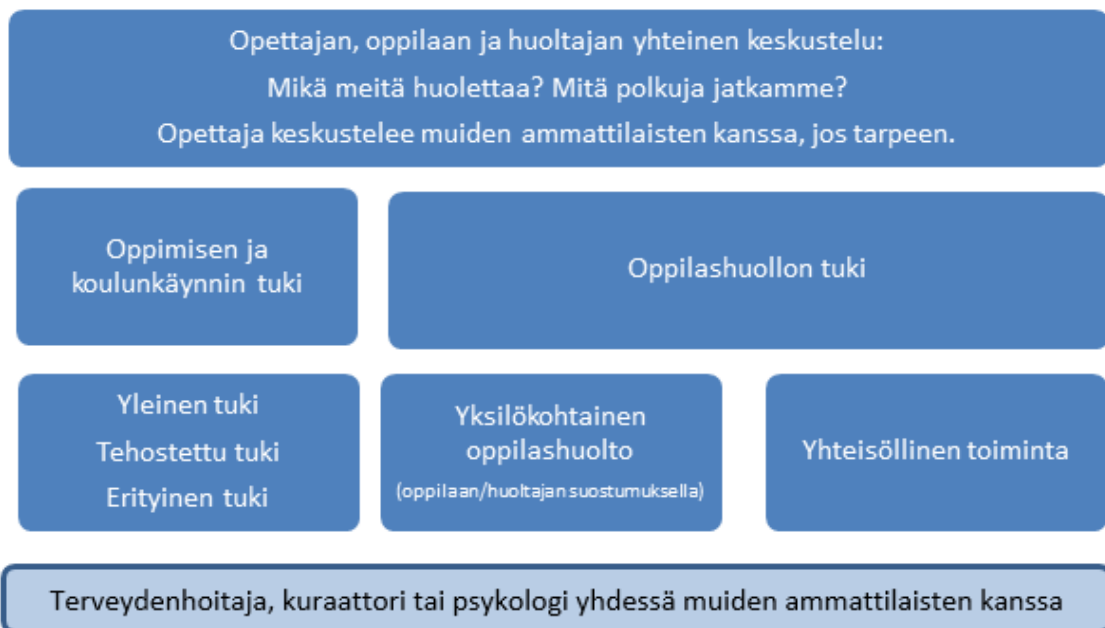 Opettajan, oppilaan ja huoltajan yhteinen keskustelu:
Mikä meitä huolettaa? Mitä polkuja jatkamme?
Opettaja keskustelee muiden ammattilaisten kanssa, jos tarpeen.
Oppimisen ja
koulunkäynnin tuki
Oppilashuollon tuki
Yleinen tuki
Tehostettu tuki
Erityinen tuki
Yksilökohtainen
oppilashuolto
(oppilaan/huoltajan suostumuksella)
Yhteisöllinen toiminta
Terveydenhoitaja, kuraattori tai psykologi yhdessä muiden ammattilaisten kanssa